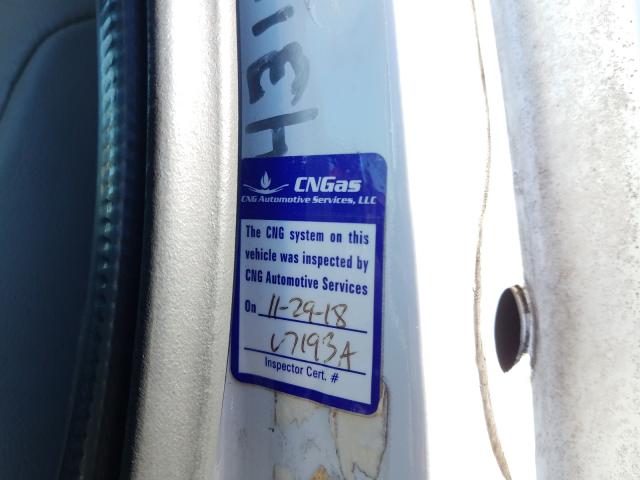 CNGas
CNG Automotive Services, LLC
The CNG system on this
vehicle was inspected by
CNG Automotive Services
On 11-29-18
V7193A
Inspector Cert. #